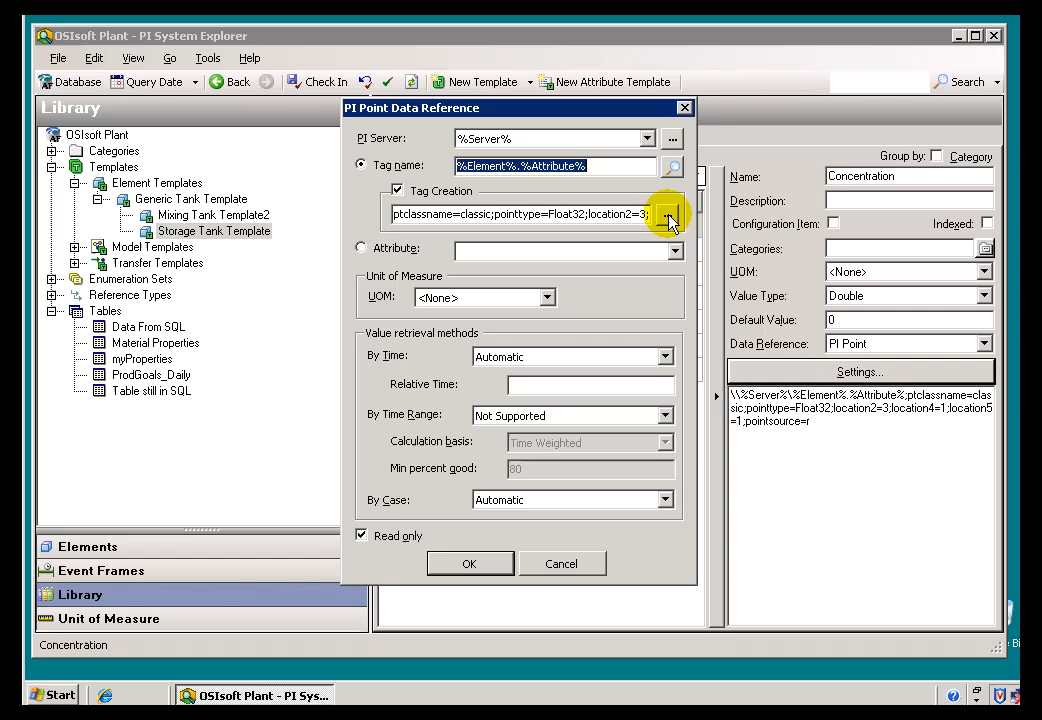 OSIsoft Plant - PI System Explorer
File Edit View Go Tools Help
Database Query Date Back Check In New Template New Attribute Template Search
Library
OSIsoft Plant
Categories
Templates
Element Templates
Generic Tank Template
Mixing Tank Template2
Storage Tank Template
Model Templates
Transfer Templates
Enumeration Sets
Reference Types
Tables
Data From SQL
Material Properties
myProperties
ProdGoals_Daily
Table still in SQL
Elements
Event Frames
Library
Unit of Measure
Concentration
PI Point Data Reference
PI Server: %Server% ...
Tag name: %Element%.%Attribute%
Tag Creation
ptclassname=classic;pointtype=Float32;location2=3; ...
Attribute:
Unit of Measure
UOM: <None>
Value retrieval methods
By Time: Automatic
Relative Time:
By Time Range: Not Supported
Calculation basis: Time Weighted
Min percent good: 80
By Case: Automatic
Read only
OK Cancel
Group by: Category
Name: Concentration
Description:
Configuration Item: Indexed:
Categories:
UOM: <None>
Value Type: Double
Default Value: 0
Data Reference: PI Point
Settings...
\\%Server%\%Element%.%Attribute%;ptclassname=clas
sic;pointtype=Float32;location2=3;location4=1;location5
=1;pointsource=r
Start OSIsoft Plant - PI Sys...